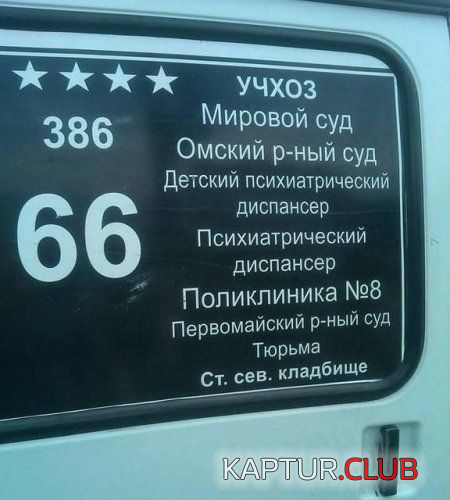 ★★★★
386
66
УЧХОЗ
Мировой суд
Омский р-ный суд
Детский психиатрический
диспансер
Психиатрический
диспансер
Поликлиника №8
Первомайский р-ный суд
Тюрьма
Ст. сев. кладбище
KAPTUR.CLUB